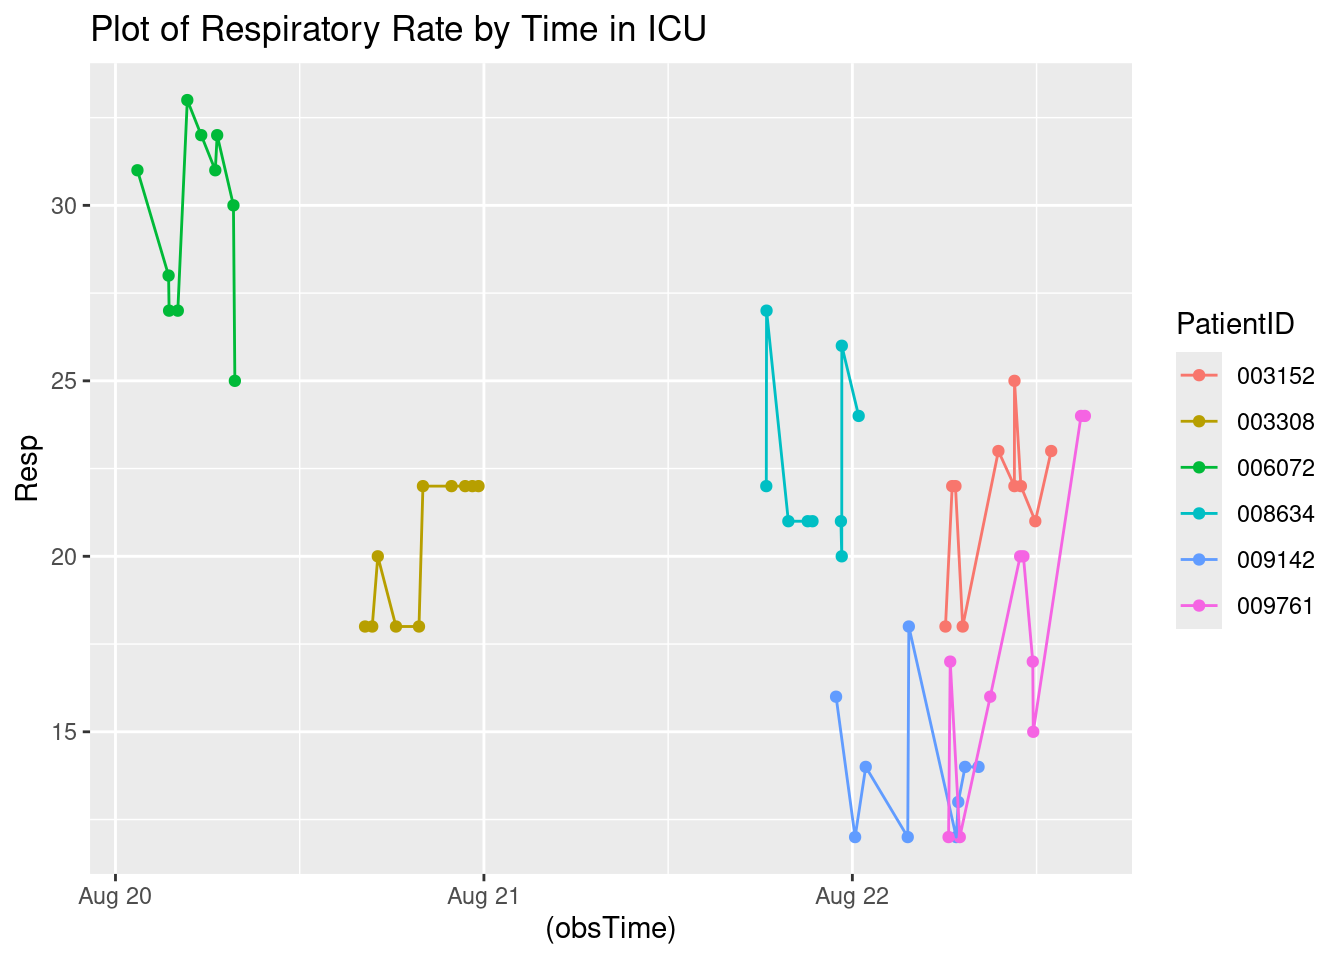 Plot of Respiratory Rate by Time in ICU
30
25
20
15
Resp
Aug 20
Aug 21
Aug 22
(obsTime)
PatientID
003152
003308
006072
008634
009142
009761